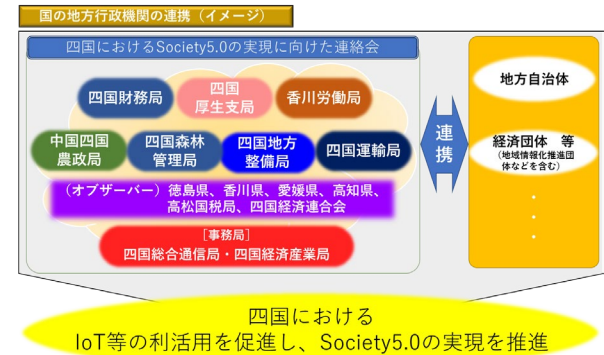 国の地方行政機関の連携（イメージ）
四国におけるSociety5.0の実現に向けた連絡会
四国財務局
四国
厚生支局
香川労働局
中国四国
農政局
四国森林
管理局
四国地方
整備局
四国運輸局
（オブザーバー）徳島県、香川県、愛媛県、高知県、
高松国税局、四国経済連合会
［事務局］
四国総合通信局・四国経済産業局
連
携
地方自治体
経済団体　等
（地域情報化推進団
体などを含む）
・
・
・
四国における
IoT等の利活用を促進し、Society5.0の実現を推進